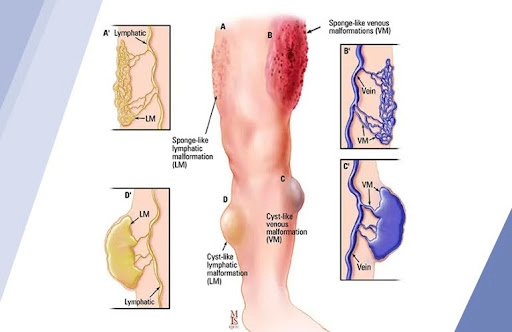 A'
Lymphatic
LM
Sponge-like
lymphatic
malformation
(LM)
A
B
Sponge-like venous
malformations (VM)
B'
Vein
VM
C
Cyst-like
venous
malformation
(VM)
C'
VM
Vein
D
Cyst-like
lymphatic
malformation
(LM)
D'
LM
Lymphatic